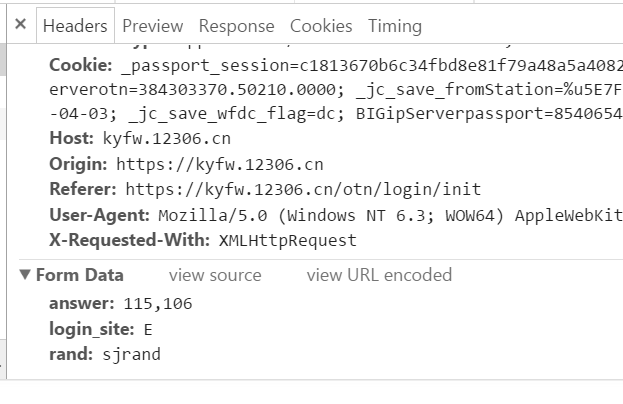 × Headers Preview Response Cookies Timing
Cookie: _passport_session=c1813670b6c34fbd8e81f79a48a5a4082
erverotn=384303370.50210.0000; _jc_save_fromStation=%u5E7F
-04-03; _jc_save_wfdc_flag=dc; BIGipServerpassport=8540654
Host: kyfw.12306.cn
Origin: https://kyfw.12306.cn
Referer: https://kyfw.12306.cn/otn/login/init
User-Agent: Mozilla/5.0 (Windows NT 6.3; WOW64) AppleWebKit
X-Requested-With: XMLHttpRequest
▼ Form Data view source view URL encoded
answer: 115,106
login_site: E
rand: sjrand